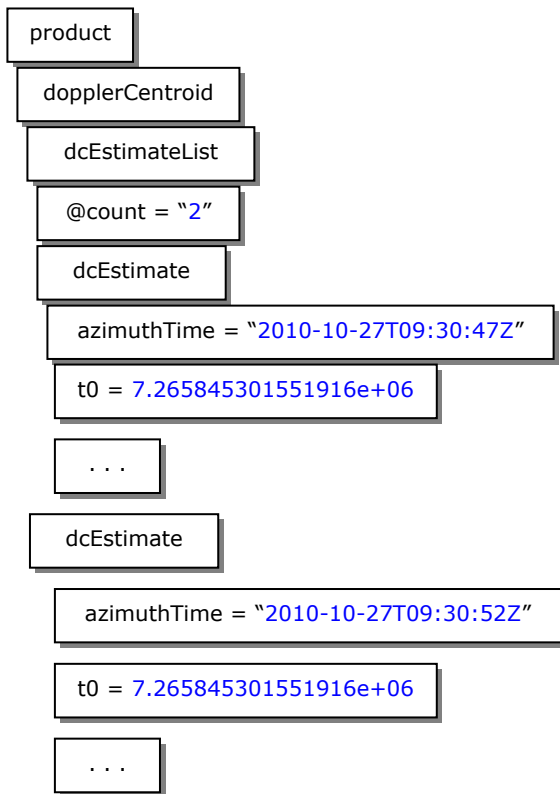 product
dopplerCentroid
dcEstimateList
@count = “2”
dcEstimate
azimuthTime = “2010-10-27T09:30:47Z”
t0 = 7.265845301551916e+06
. . .
dcEstimate
azimuthTime = “2010-10-27T09:30:52Z”
t0 = 7.265845301551916e+06
. . .